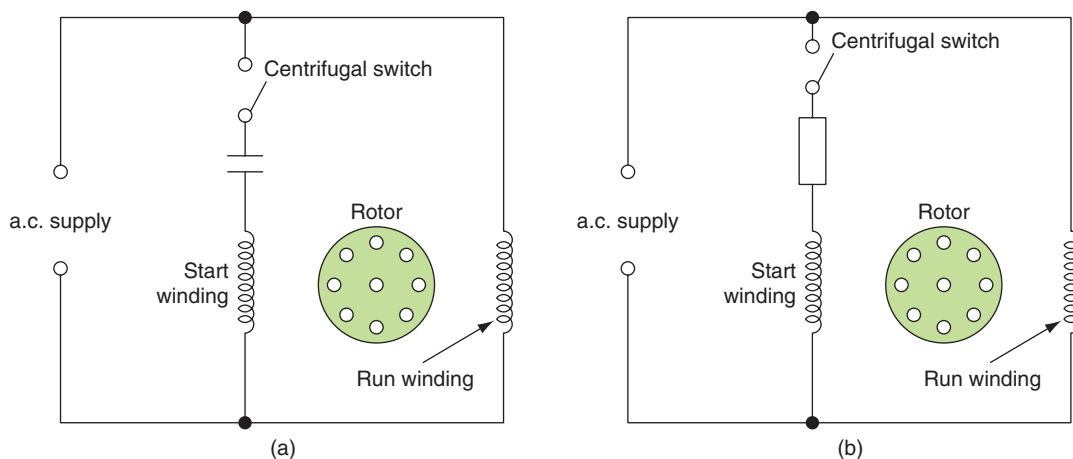 Centrifugal switch
a.c. supply
Rotor
Start
winding
Run winding
(a)
Centrifugal switch
a.c. supply
Rotor
Start
winding
Run winding
(b)